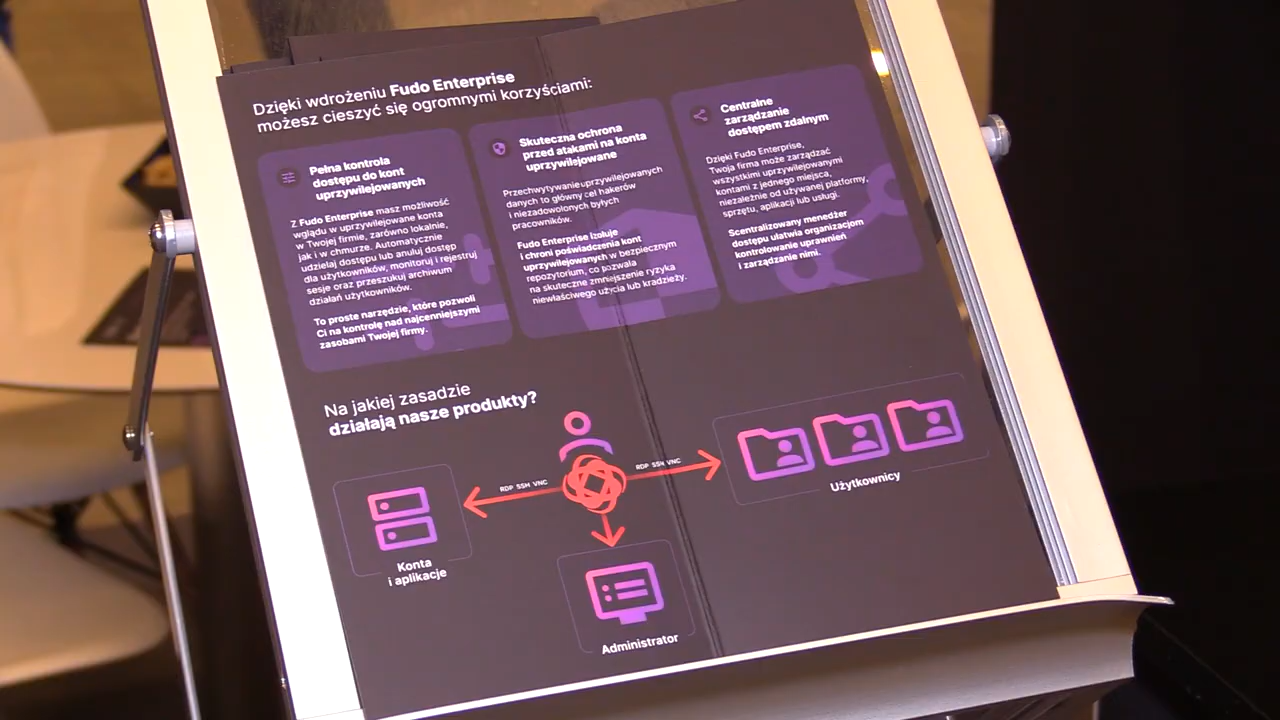 Dzięki wdrożeniu Fudo Enterprise
możesz cieszyć się ogromnymi korzyściami:
Pełna kontrola
dostępu do kont
uprzywilejowanych
Z Fudo Enterprise masz możliwość
wglądu w uprzywilejowane konta
w Twojej firmie, zarówno lokalnie,
jak i w chmurze. Automatycznie
udzielaj dostępu lub anuluj dostęp
dla użytkowników, monitoruj i rejestruj
sesje oraz przeszukuj archiwum
działań użytkowników.
To proste narzędzie, które pozwoli
Ci na kontrolę nad najcenniejszymi
zasobami Twojej firmy.
Skuteczna ochrona
przed atakami na konta
uprzywilejowane
Przechwytywanie uprzywilejowanych
danych to główny cel hakerów
i niezadowolonych byłych
pracowników.
Fudo Enterprise izoluje
i chroni poświadczenia kont
uprzywilejowanych w bezpiecznym
repozytorium, co pozwala
na skuteczne zmniejszenie ryzyka
niewłaściwego użycia lub kradzieży.
Centralne
zarządzanie
dostępem zdalnym
Dzięki Fudo Enterprise,
Twoja firma może zarządzać
wszystkimi uprzywilejowanymi
kontami z jednego miejsca,
niezależnie od używanej platformy,
sprzętu, aplikacji lub usługi.
Scentralizowany menedżer
dostępu ułatwia organizacjom
kontrolowanie uprawnień
i zarządzanie nimi.
Na jakiej zasadzie
działają nasze produkty?
RDP SSH VNC
RDP SSH VNC
Konta
i aplikacje
Użytkownicy
Administrator